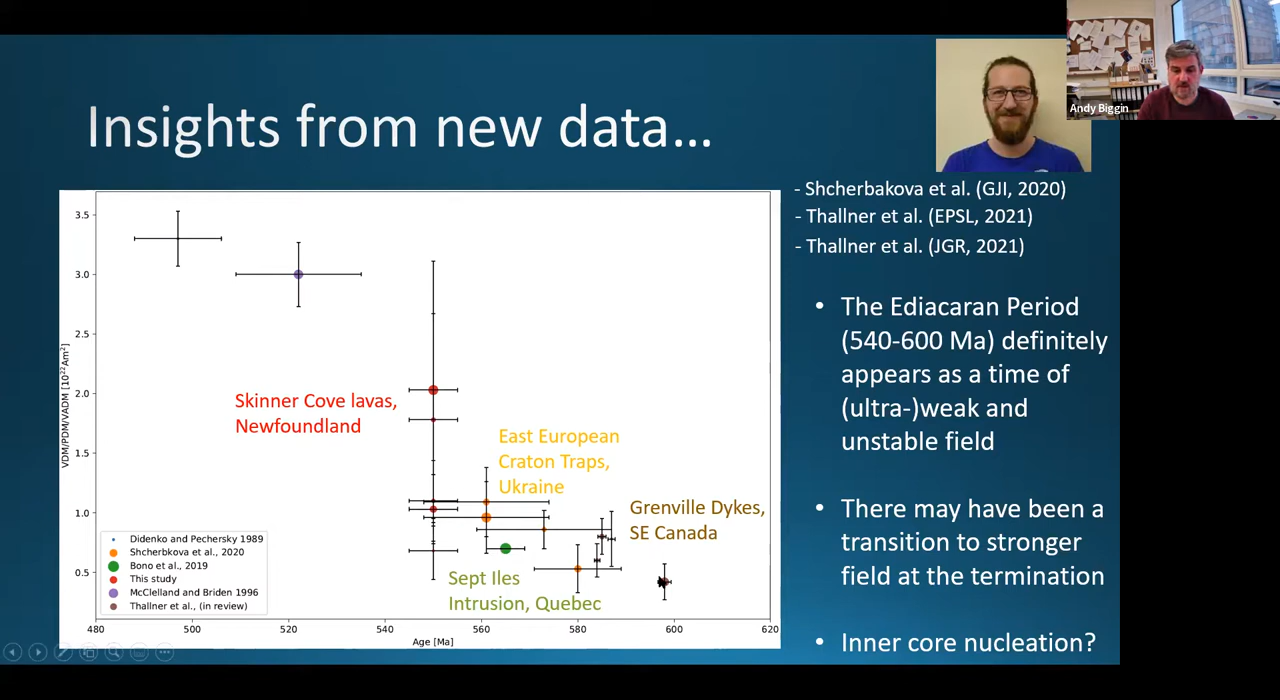 Andy Biggin
Insights from new data...
- Shcherbakova et al. (GJI, 2020)
- Thallner et al. (EPSL, 2021)
- Thallner et al. (JGR, 2021)
3.5
3.0
2.5
2.0
1.5
1.0
0.5
VDM/PDM/VADM [10²²Am²]
Skinner Cove lavas,
Newfoundland
East European
Craton Traps,
Ukraine
Grenville Dykes,
SE Canada
Sept Iles
Intrusion, Quebec
Didenko and Pechersky 1989
Shcherbkova et al., 2020
Bono et al., 2019
This study
McClelland and Briden 1996
Thallner et al., (in review)
480 500 520 540 560 580 600 620
Age [Ma]
• The Ediacaran Period
(540-600 Ma) definitely
appears as a time of
(ultra-)weak and
unstable field
• There may have been a
transition to stronger
field at the termination
• Inner core nucleation?